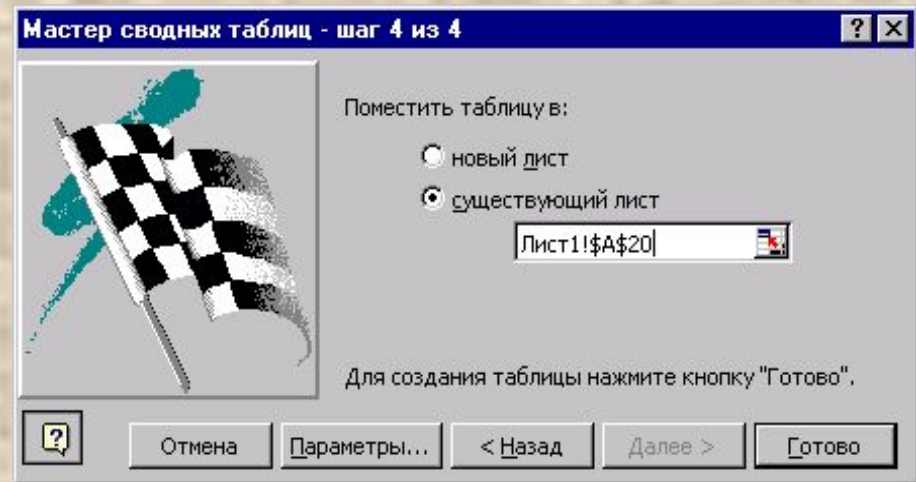 Мастер сводных таблиц - шаг 4 из 4
Поместить таблицу в:
новый лист
существующий лист
Лист1!$A$20
Для создания таблицы нажмите кнопку "Готово".
Отмена Параметры... < Назад Далее > Готово